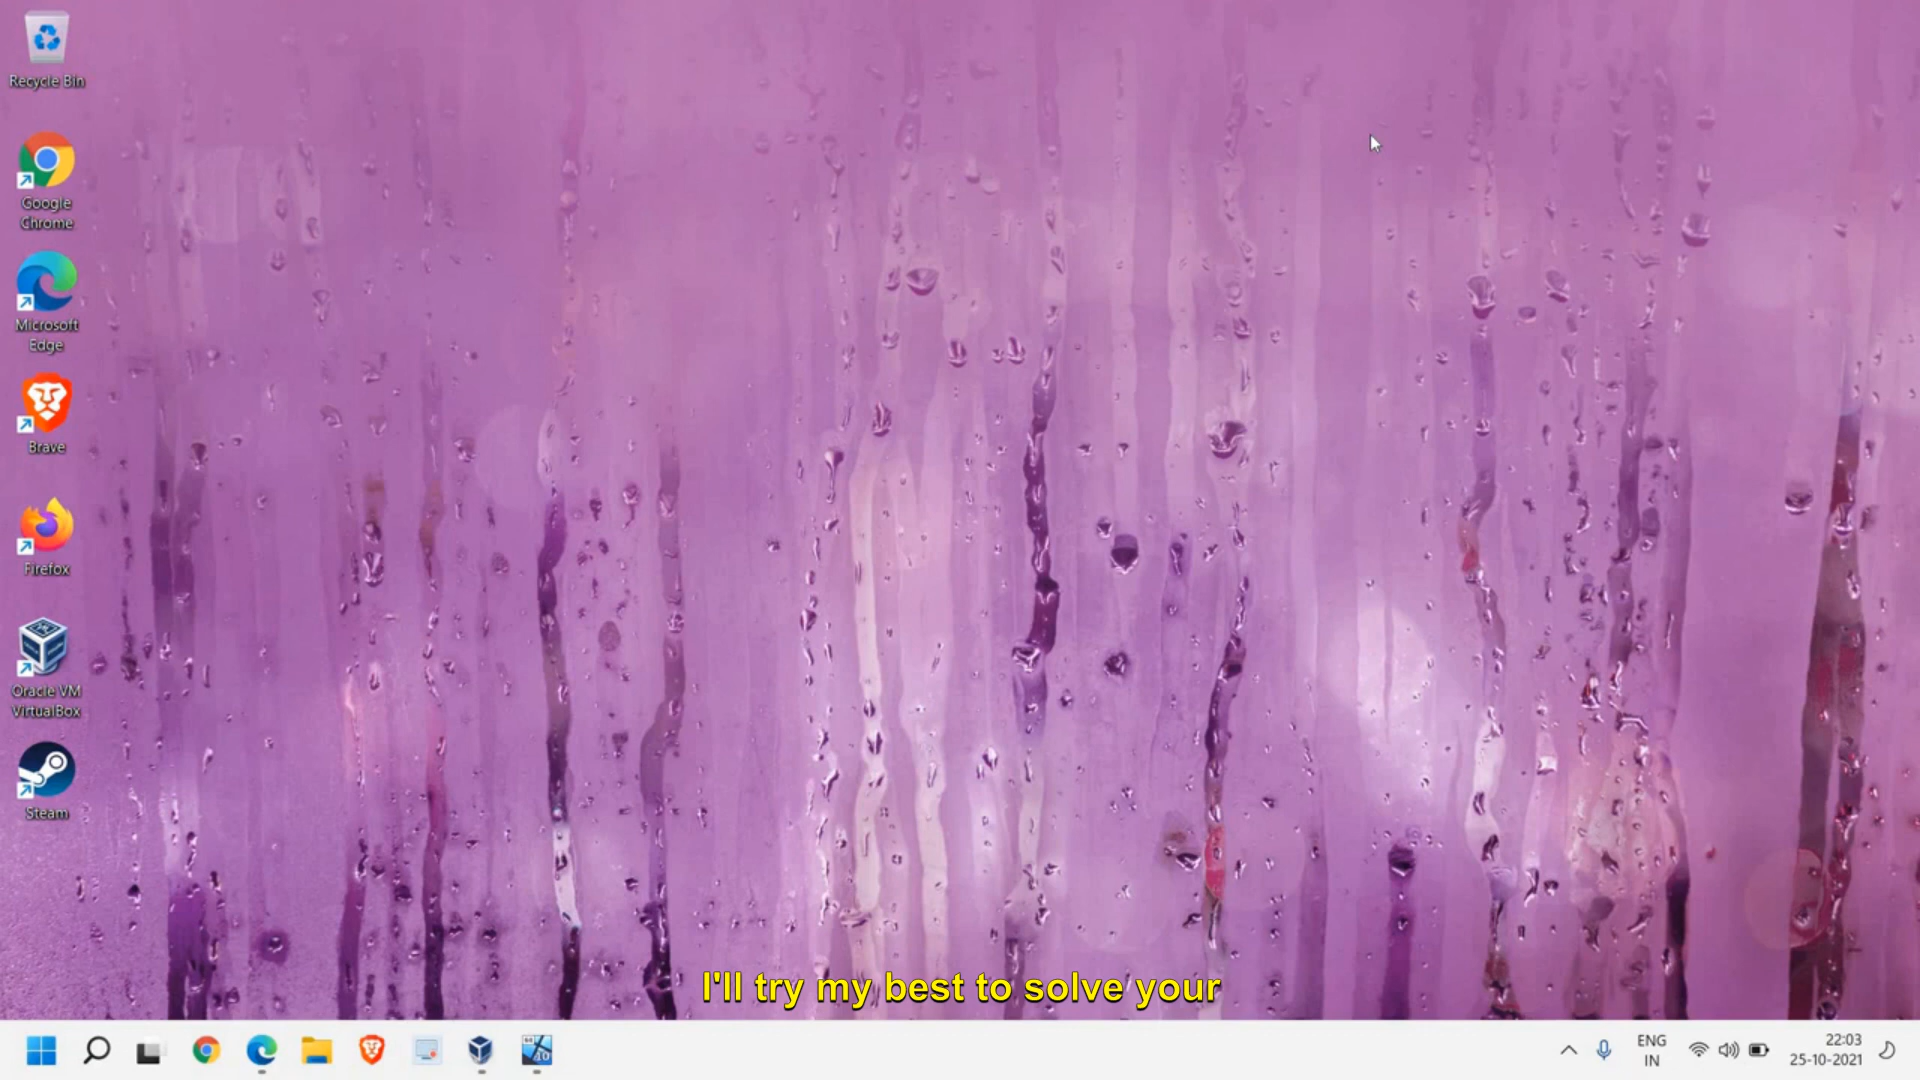 Recycle Bin
Google
Chrome
Microsoft
Edge
Brave
Firefox
Oracle VM
VirtualBox
Steam
I'll try my best to solve your
ENG
IN
22:03
25-10-2021